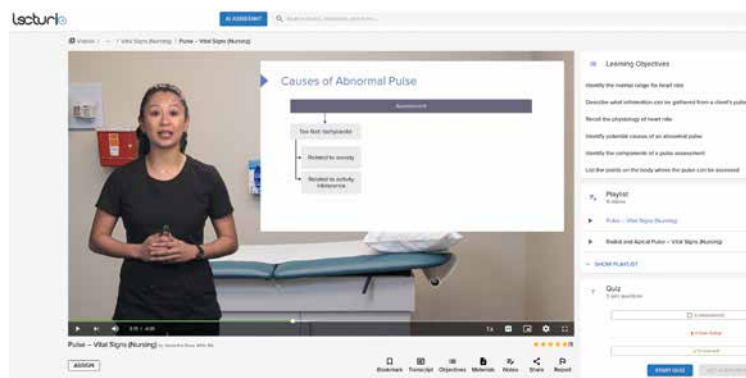 lecturio
AI ASSISTANT
Videos / Vital Signs (Nursing) / Pulse – Vital Signs (Nursing)
Causes of Abnormal Pulse
Assessment
Too fast: tachycardia
Related to anxiety
Related to activity
intolerance
Learning Objectives
Identify the normal range for heart rate
Describe what information can be gathered from a client's pulse
Recall the physiology of heart rate
Identify potential causes of an abnormal pulse
Identify the components of a pulse assessment
List the points on the body where the pulse can be assessed
Playlist
Pulse – Vital Signs (Nursing)
Radial and Apical Pulse – Vital Signs (Nursing)
SHOW PLAYLIST
Quiz
1x
Pulse – Vital Signs (Nursing)
ASSIGN
Bookmark Transcript Objectives Materials Notes Share Report
START QUIZ